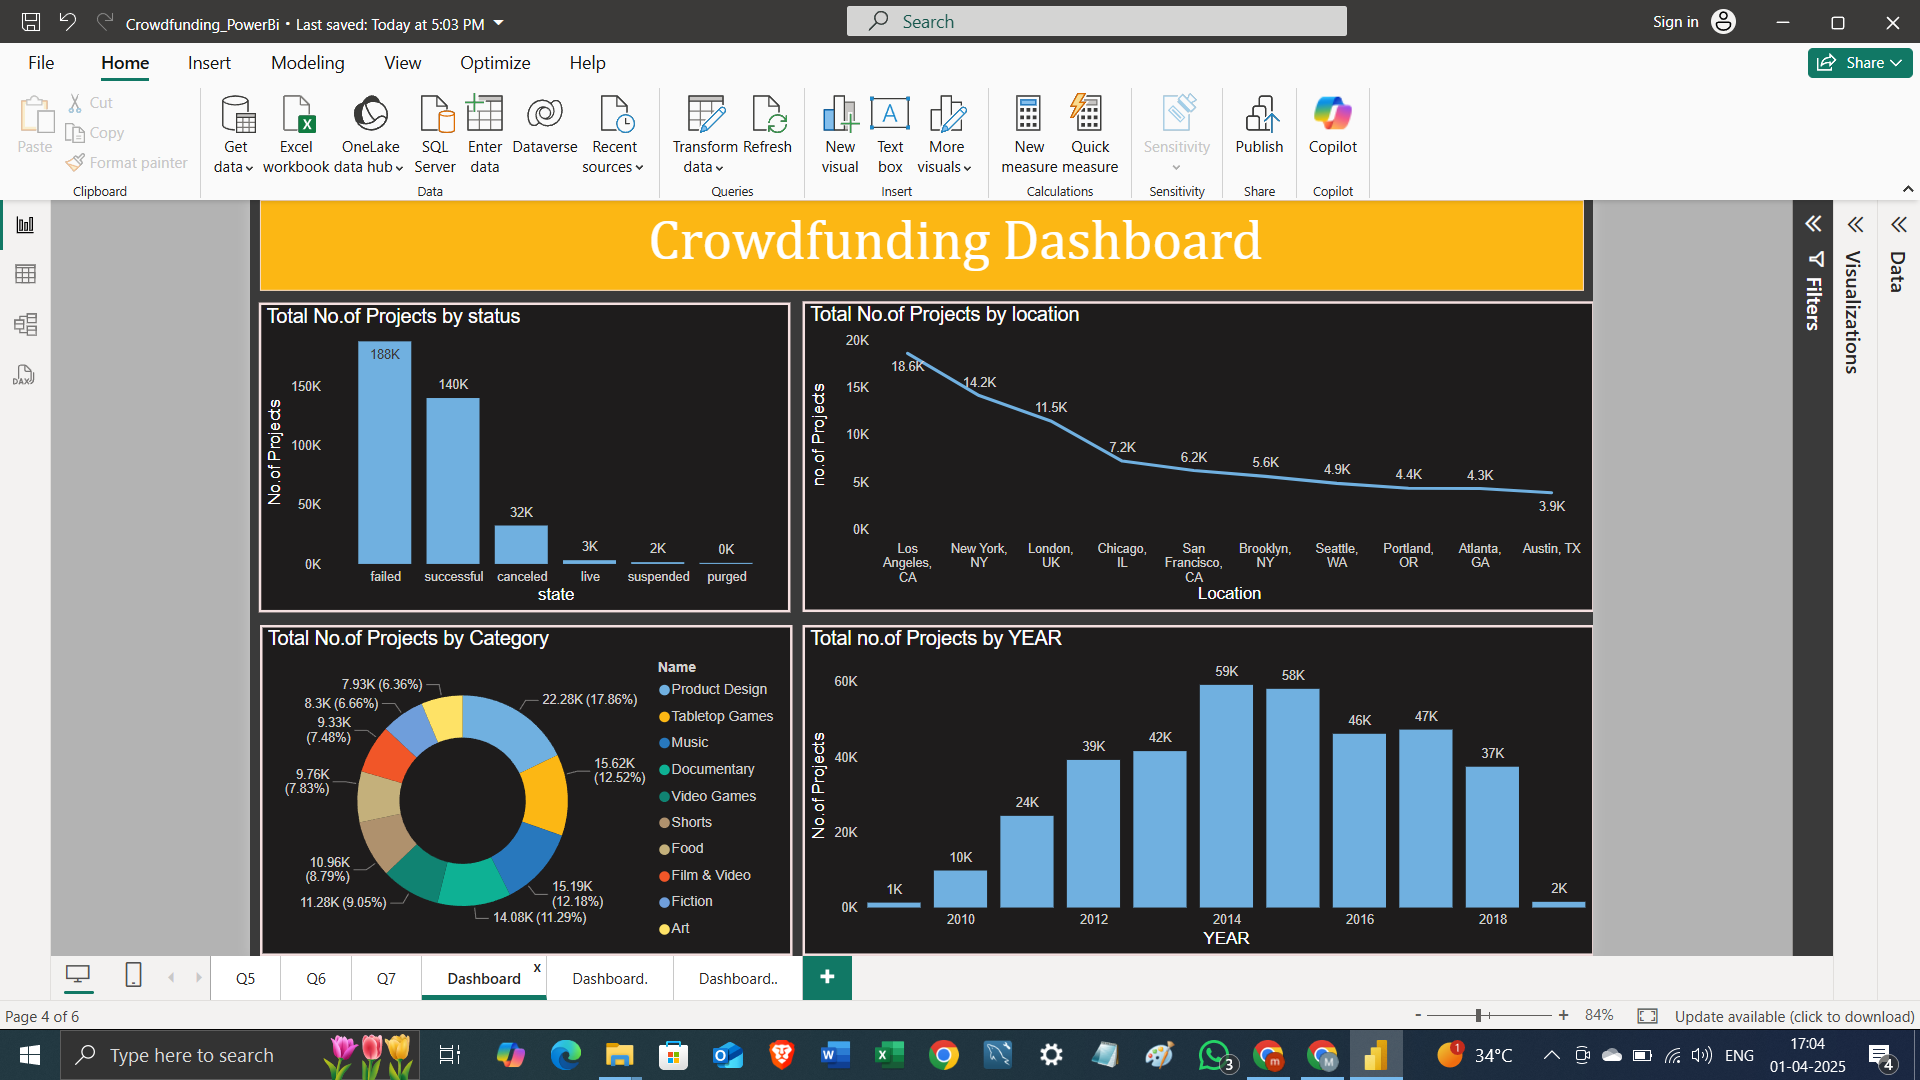 Crowdfunding_PowerBi • Last saved: Today at 5:03 PM
Search
Sign in
File Home Insert Modeling View Optimize Help
Share
Paste
Cut
Copy
Format painter
Clipboard
Get data
Excel workbook
OneLake data hub
SQL Server
Enter data
Dataverse
Recent sources
Data
Transform data
Refresh
Queries
New visual
Text box
More visuals
Insert
New measure
Quick measure
Calculations
Sensitivity
Sensitivity
Publish
Share
Copilot
Copilot
DAX
Crowdfunding Dashboard
Total No.of Projects by status
No.of Projects
150K
100K
50K
0K
188K
140K
32K
3K
2K
0K
failed successful canceled live suspended purged
state
Total No.of Projects by location
no.of Projects
20K
15K
10K
5K
0K
18.6K
14.2K
11.5K
7.2K
6.2K
5.6K
4.9K
4.4K
4.3K
3.9K
Los Angeles, CA
New York, NY
London, UK
Chicago, IL
San Francisco, CA
Brooklyn, NY
Seattle, WA
Portland, OR
Atlanta, GA
Austin, TX
Location
Total No.of Projects by Category
22.28K (17.86%)
15.62K (12.52%)
15.19K (12.18%)
14.08K (11.29%)
11.28K (9.05%)
10.96K (8.79%)
9.76K (7.83%)
9.33K (7.48%)
8.3K (6.66%)
7.93K (6.36%)
Name
Product Design
Tabletop Games
Music
Documentary
Video Games
Shorts
Food
Film & Video
Fiction
Art
Total no.of Projects by YEAR
No.of Projects
60K
40K
20K
0K
1K
10K
24K
39K
42K
59K
58K
46K
47K
37K
2K
2010 2012 2014 2016 2018
YEAR
Filters
Visualizations
Data
Q5 Q6 Q7 Dashboard x Dashboard. Dashboard.. +
Page 4 of 6
- + 84%
Update available (click to download)
Type here to search
3
m
M
1
34°C
ENG
17:04
01-04-2025
4